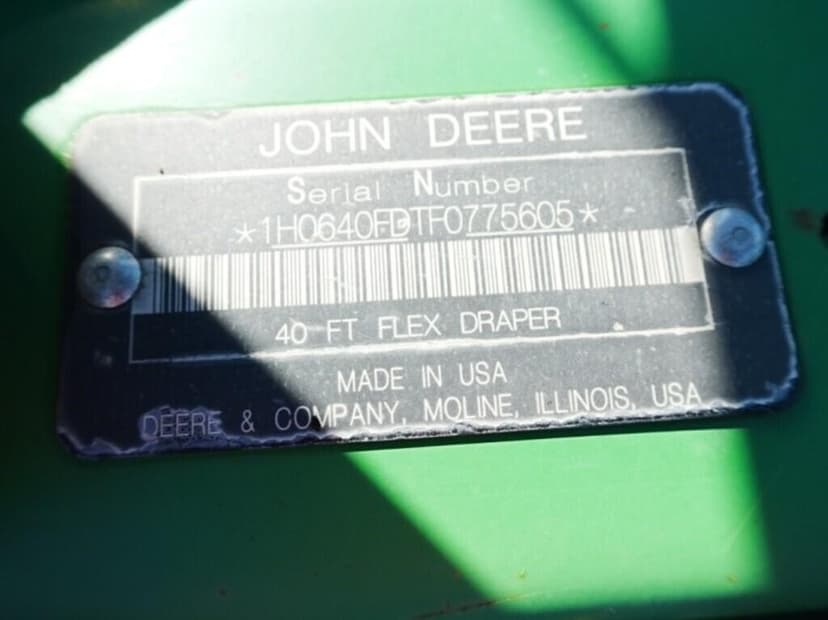 JOHN DEERE
Serial Number
*1H0640FDTF0775605*
40 FT FLEX DRAPER
MADE IN USA
DEERE & COMPANY, MOLINE, ILLINOIS, USA